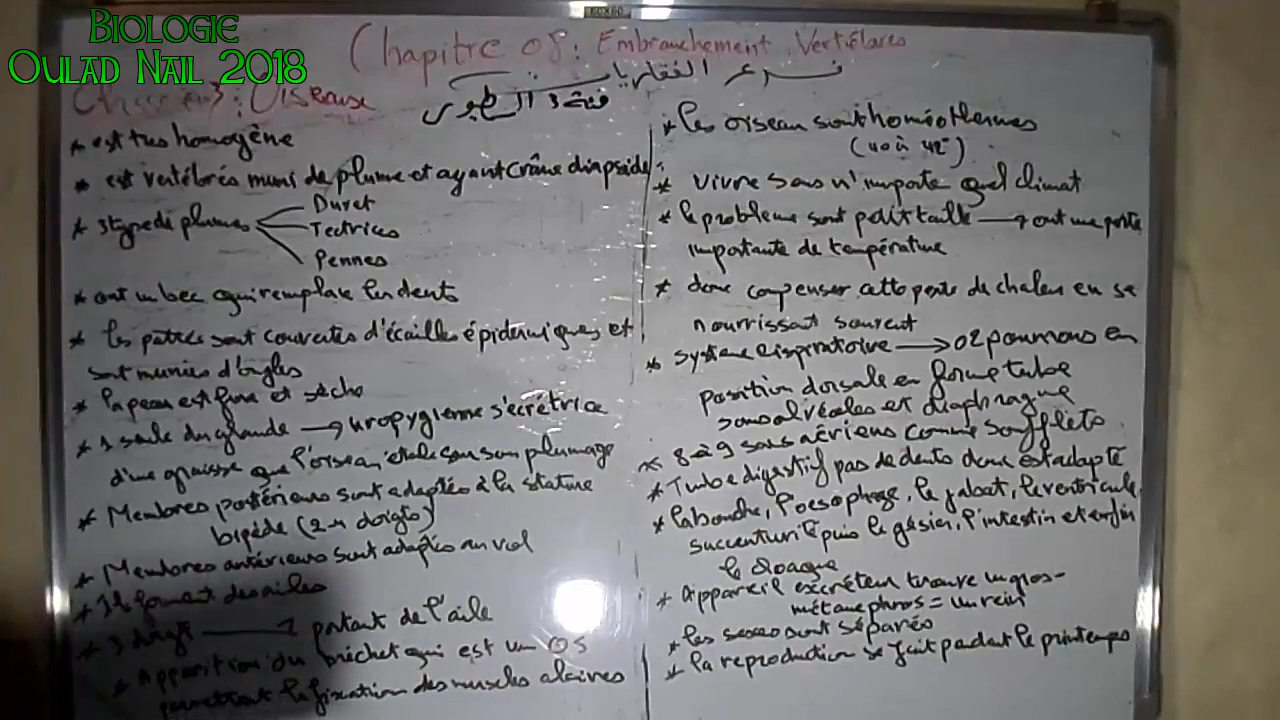 BIOLOGIE
OULAD NAIL 2018
Chapitre 08: Embranchement Vertébrés
فرع الفقاريات
Classe 3: Oiseaux
فئة 3 الطيور
* est tres homogène
* est vertébrés muni de plume et ayant crâne diapside
* 3 type de plumes
Duvet
Tectrices
Pennes
* ont un bec qui remplace les dents
* les pattes sont couvertes d'écailles épidermiques et
sont munies d'ongles
* la peau est fine et sèche
* 1 seule glande → uropygienne s'ecrétrice
d'une graisse que l'oiseau étale sur son plumage
* Membres postérieurs sont adaptés à la stature
bipède (2-4 doigts)
* Membres antérieurs sont adaptés au vol
* Ils forment des ailes
* 3 doigts → portant de l'aile
* Apparition du bréchet qui est un os
permettant la fixation des muscles alaires
* les oiseau sont homéothermes
(40 à 42°)
* vivre sous n'importe quel climat
* le probleme sont petit taille → ont une perte
importante de température
* donc compenser cette perte de chaleur en se
nourrissant souvent
* système respiratoire → 02 poumons en
position dorsale en forme tube
sans alvéoles et diaphragme
* 8 à 9 sacs aériens comme soufflets
* Tube digestif pas de dents donc est adapté
* la bouche, l'oesophage, le jabot, le ventricule
succenturié puis le gésier, l'intestin et enfin
le cloaque
* appareil excréteur trouve un gros-
métanephros = un rein
* les sexes sont séparés
* la reproduction se fait pendant le printemps